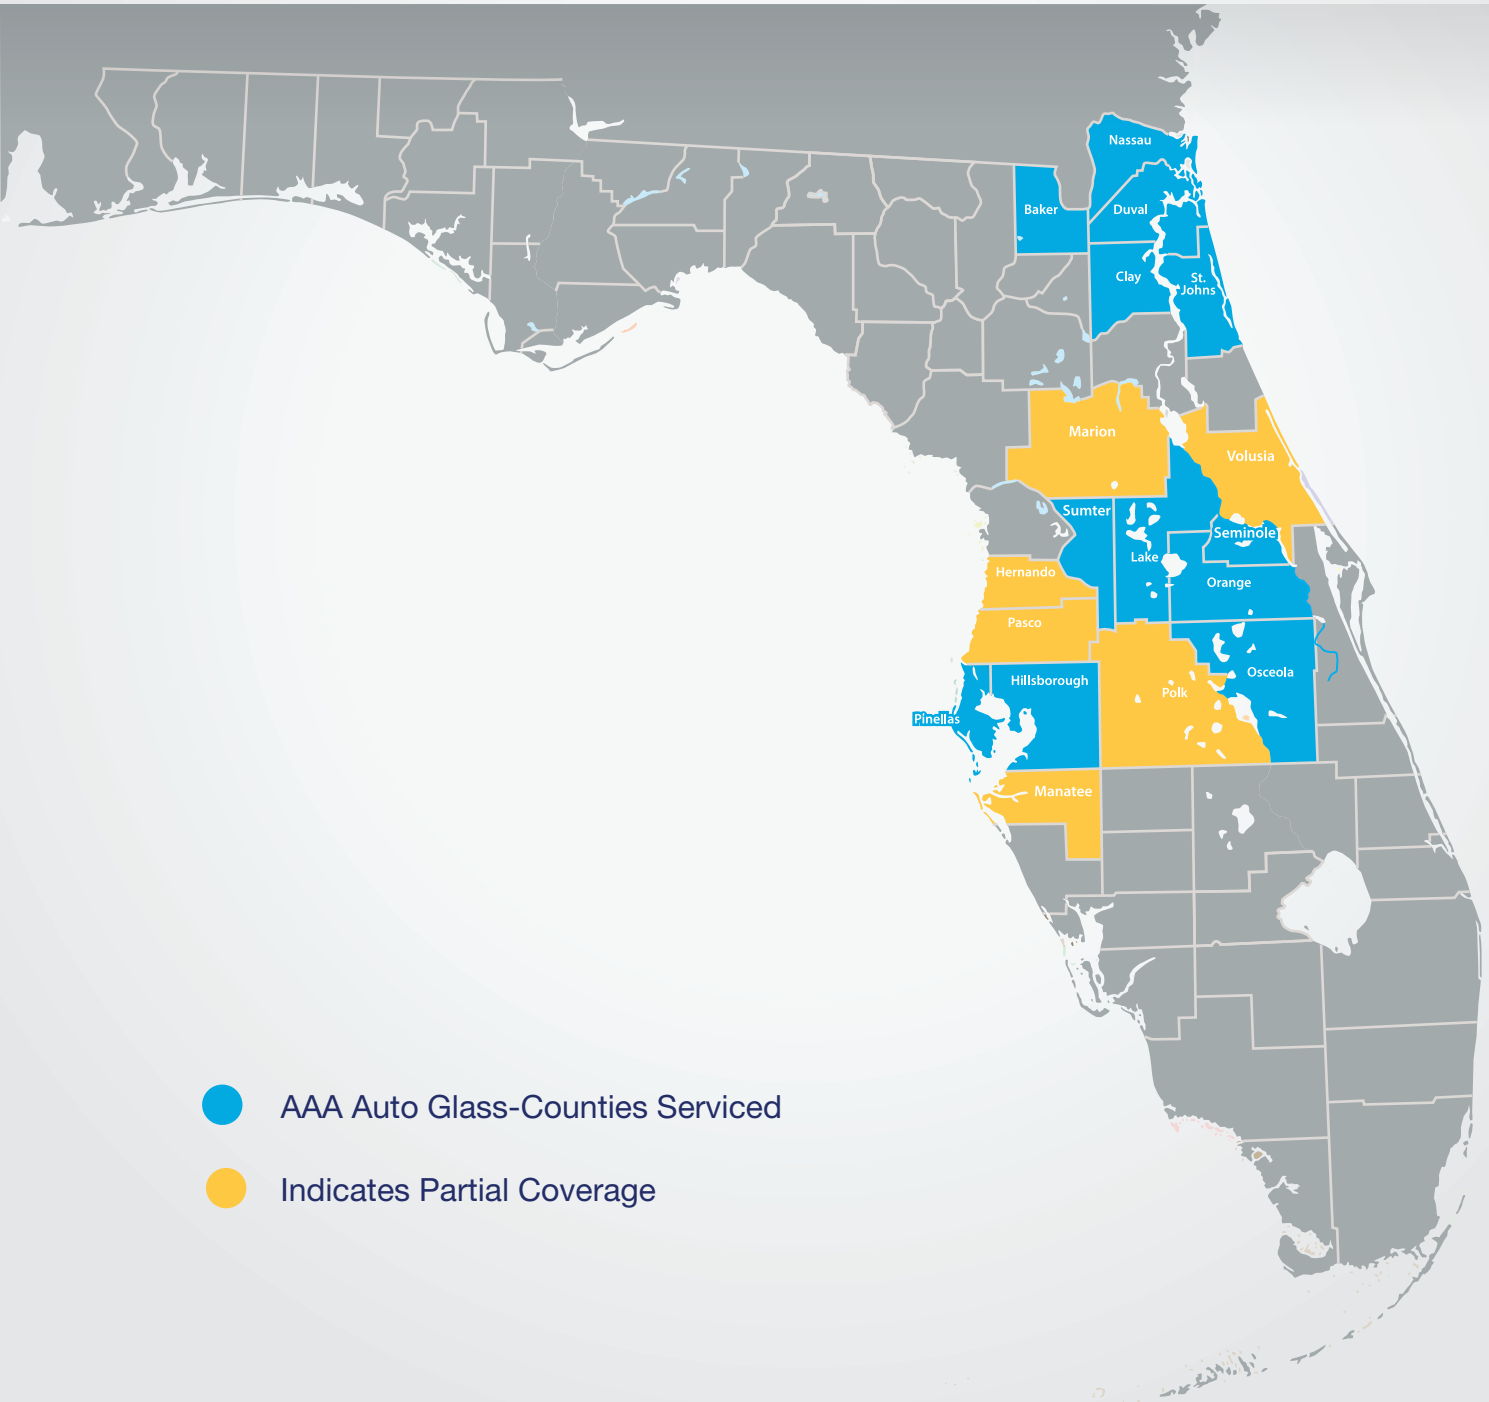 Nassau
Baker
Duval
Clay
St.
Johns
Marion
Volusia
Sumter
Seminole
Lake
Hernando
Orange
Pasco
Osceola
Hillsborough
Polk
Pinellas
Manatee
AAA Auto Glass-Counties Serviced
Indicates Partial Coverage